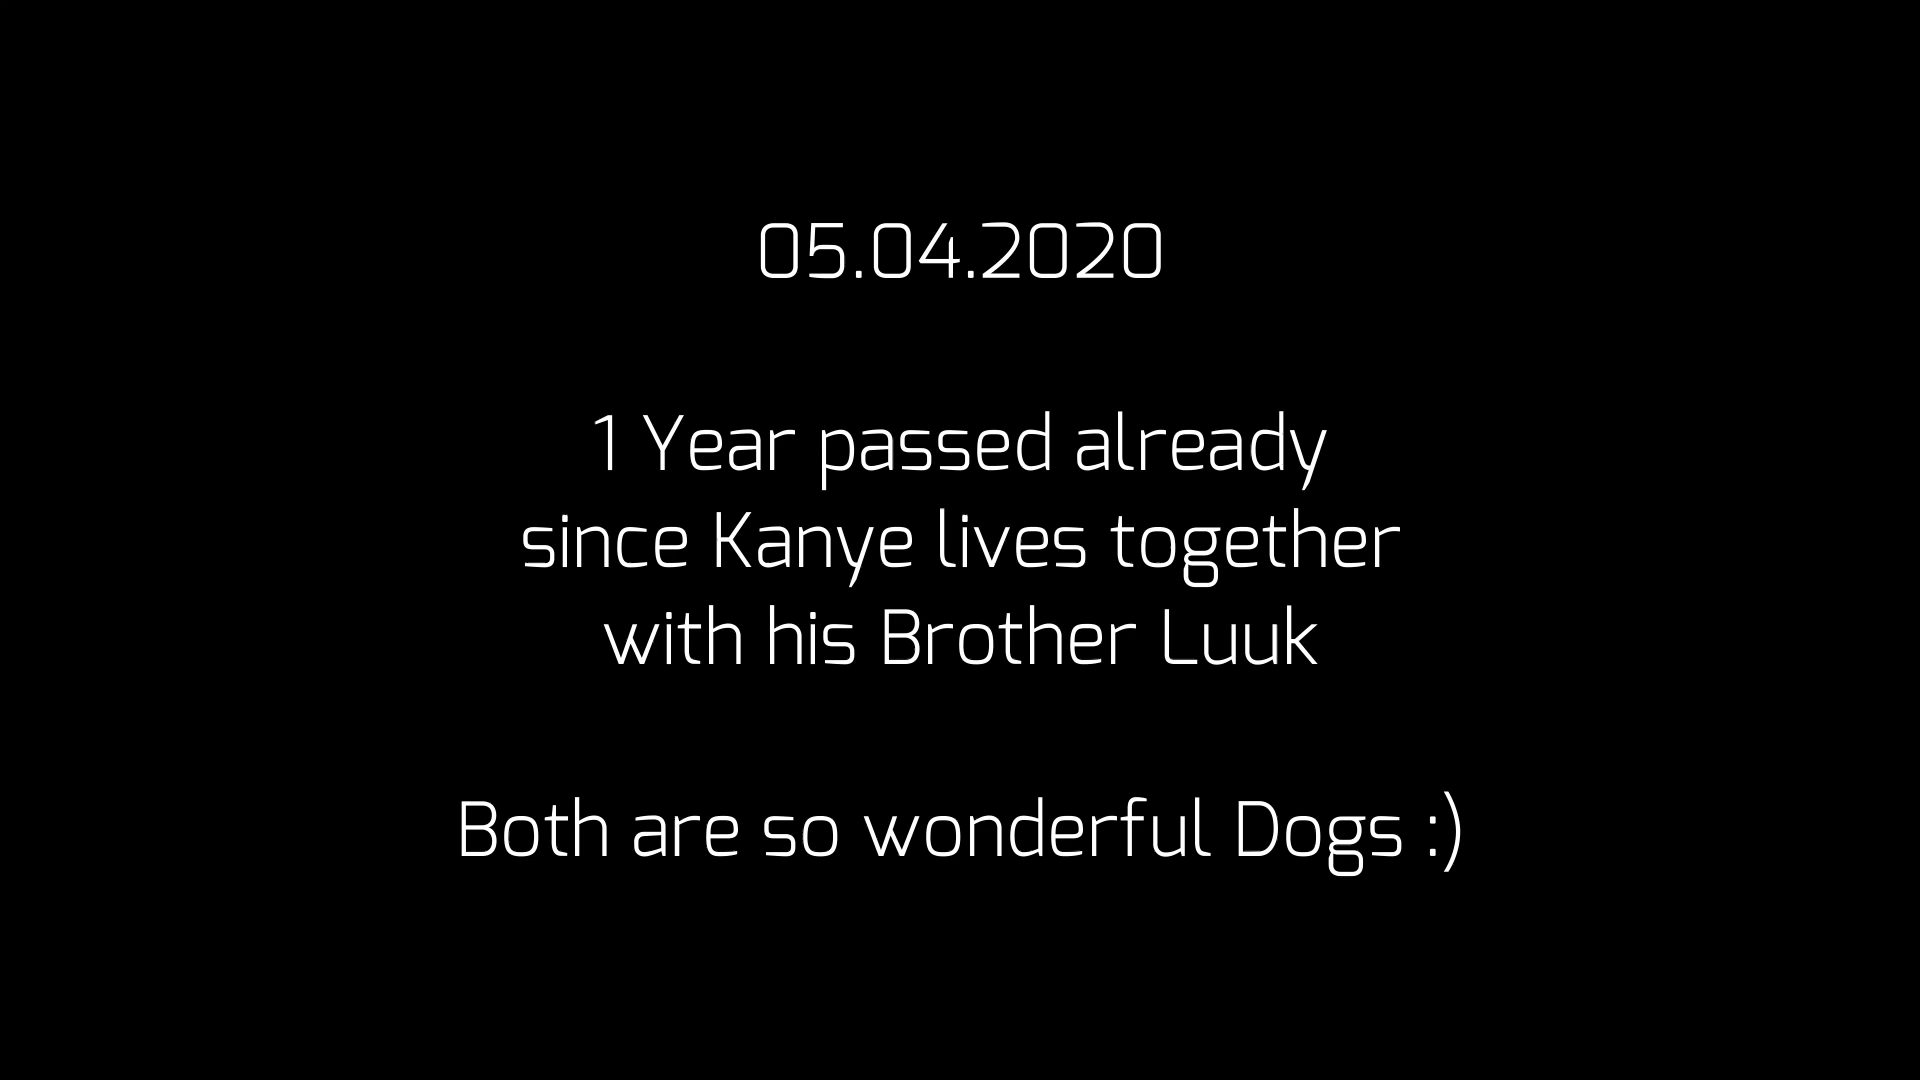 05.04.2020
1 Year passed already
since Kanye lives together
with his Brother Luuk
Both are so wonderful Dogs :)